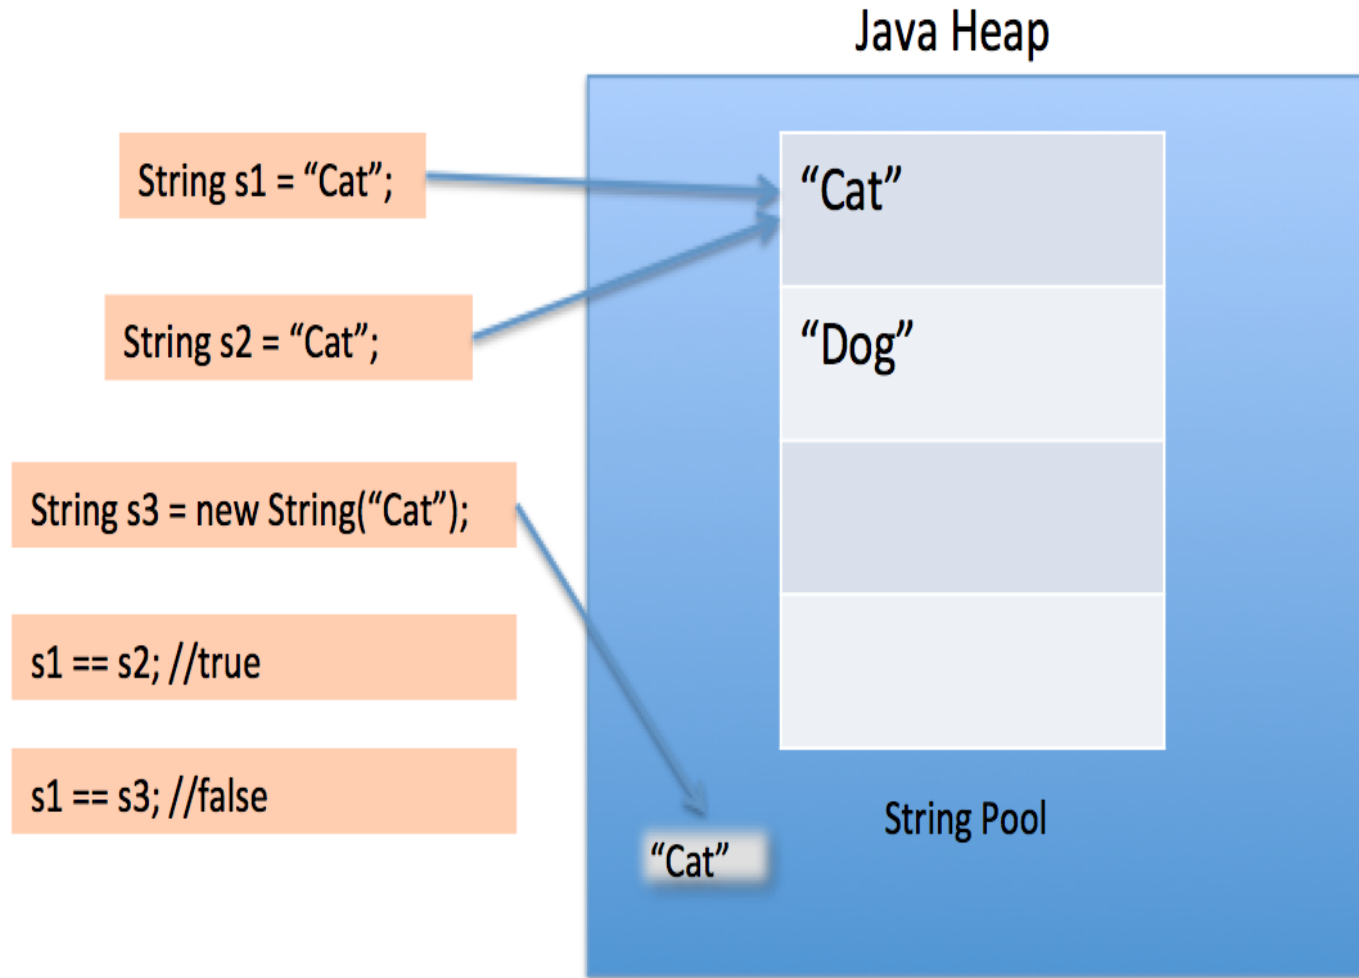 Java Heap
String s1 = “Cat”;
“Cat”
String s2 = “Cat”;
“Dog”
String s3 = new String(“Cat”);
s1 == s2; //true
s1 == s3; //false
String Pool
“Cat”